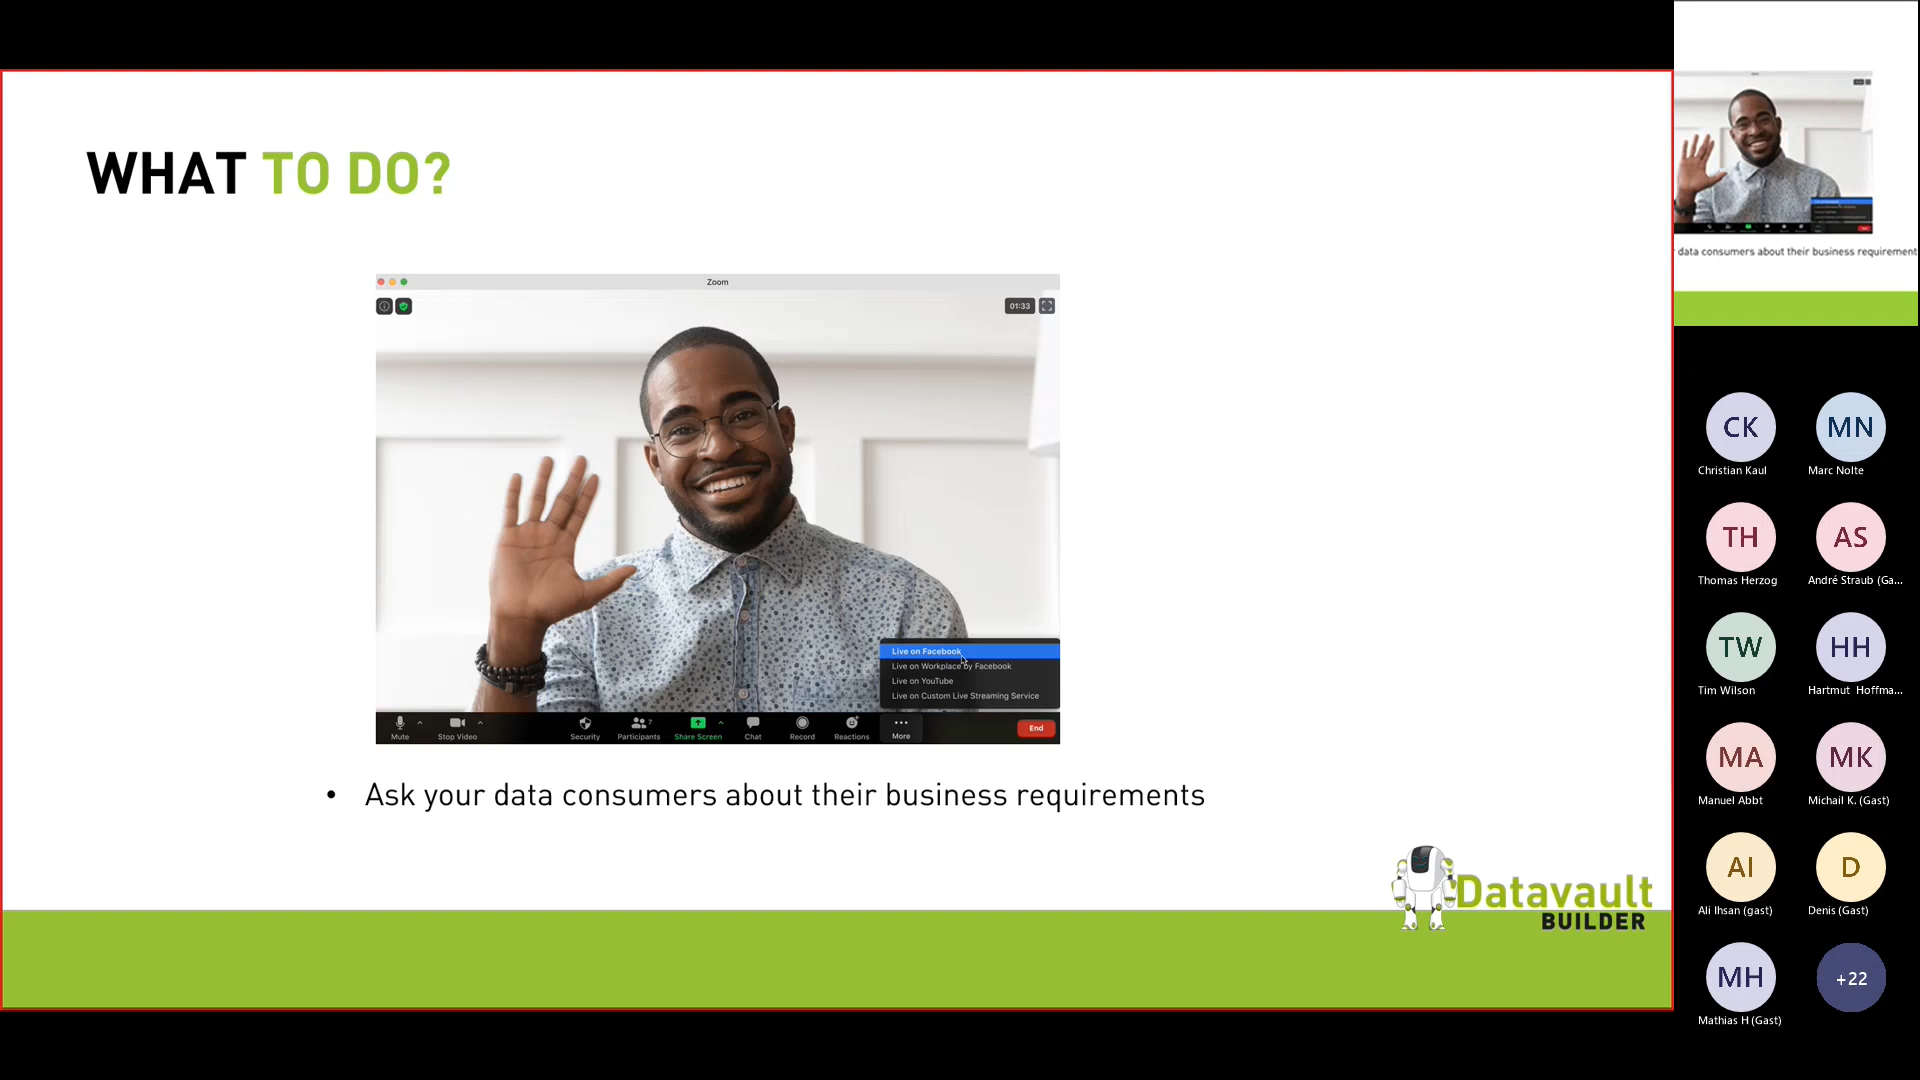 WHAT TO DO?
Zoom
01:33
Live on Facebook
Live on Workplace by Facebook
Live on YouTube
Live on Custom Live Streaming Service
Mute
Stop Video
Security
7
Participants
Share Screen
Chat
Record
Reactions
More
End
• Ask your data consumers about their business requirements
Datavault
BUILDER
data consumers about their business requirement
CK
Christian Kaul
MN
Marc Nolte
TH
Thomas Herzog
AS
André Straub (Ga...
TW
Tim Wilson
HH
Hartmut Hoffma...
MA
Manuel Abbt
MK
Michail K. (Gast)
AI
Ali Ihsan (gast)
D
Denis (Gast)
MH
Mathias H (Gast)
+22